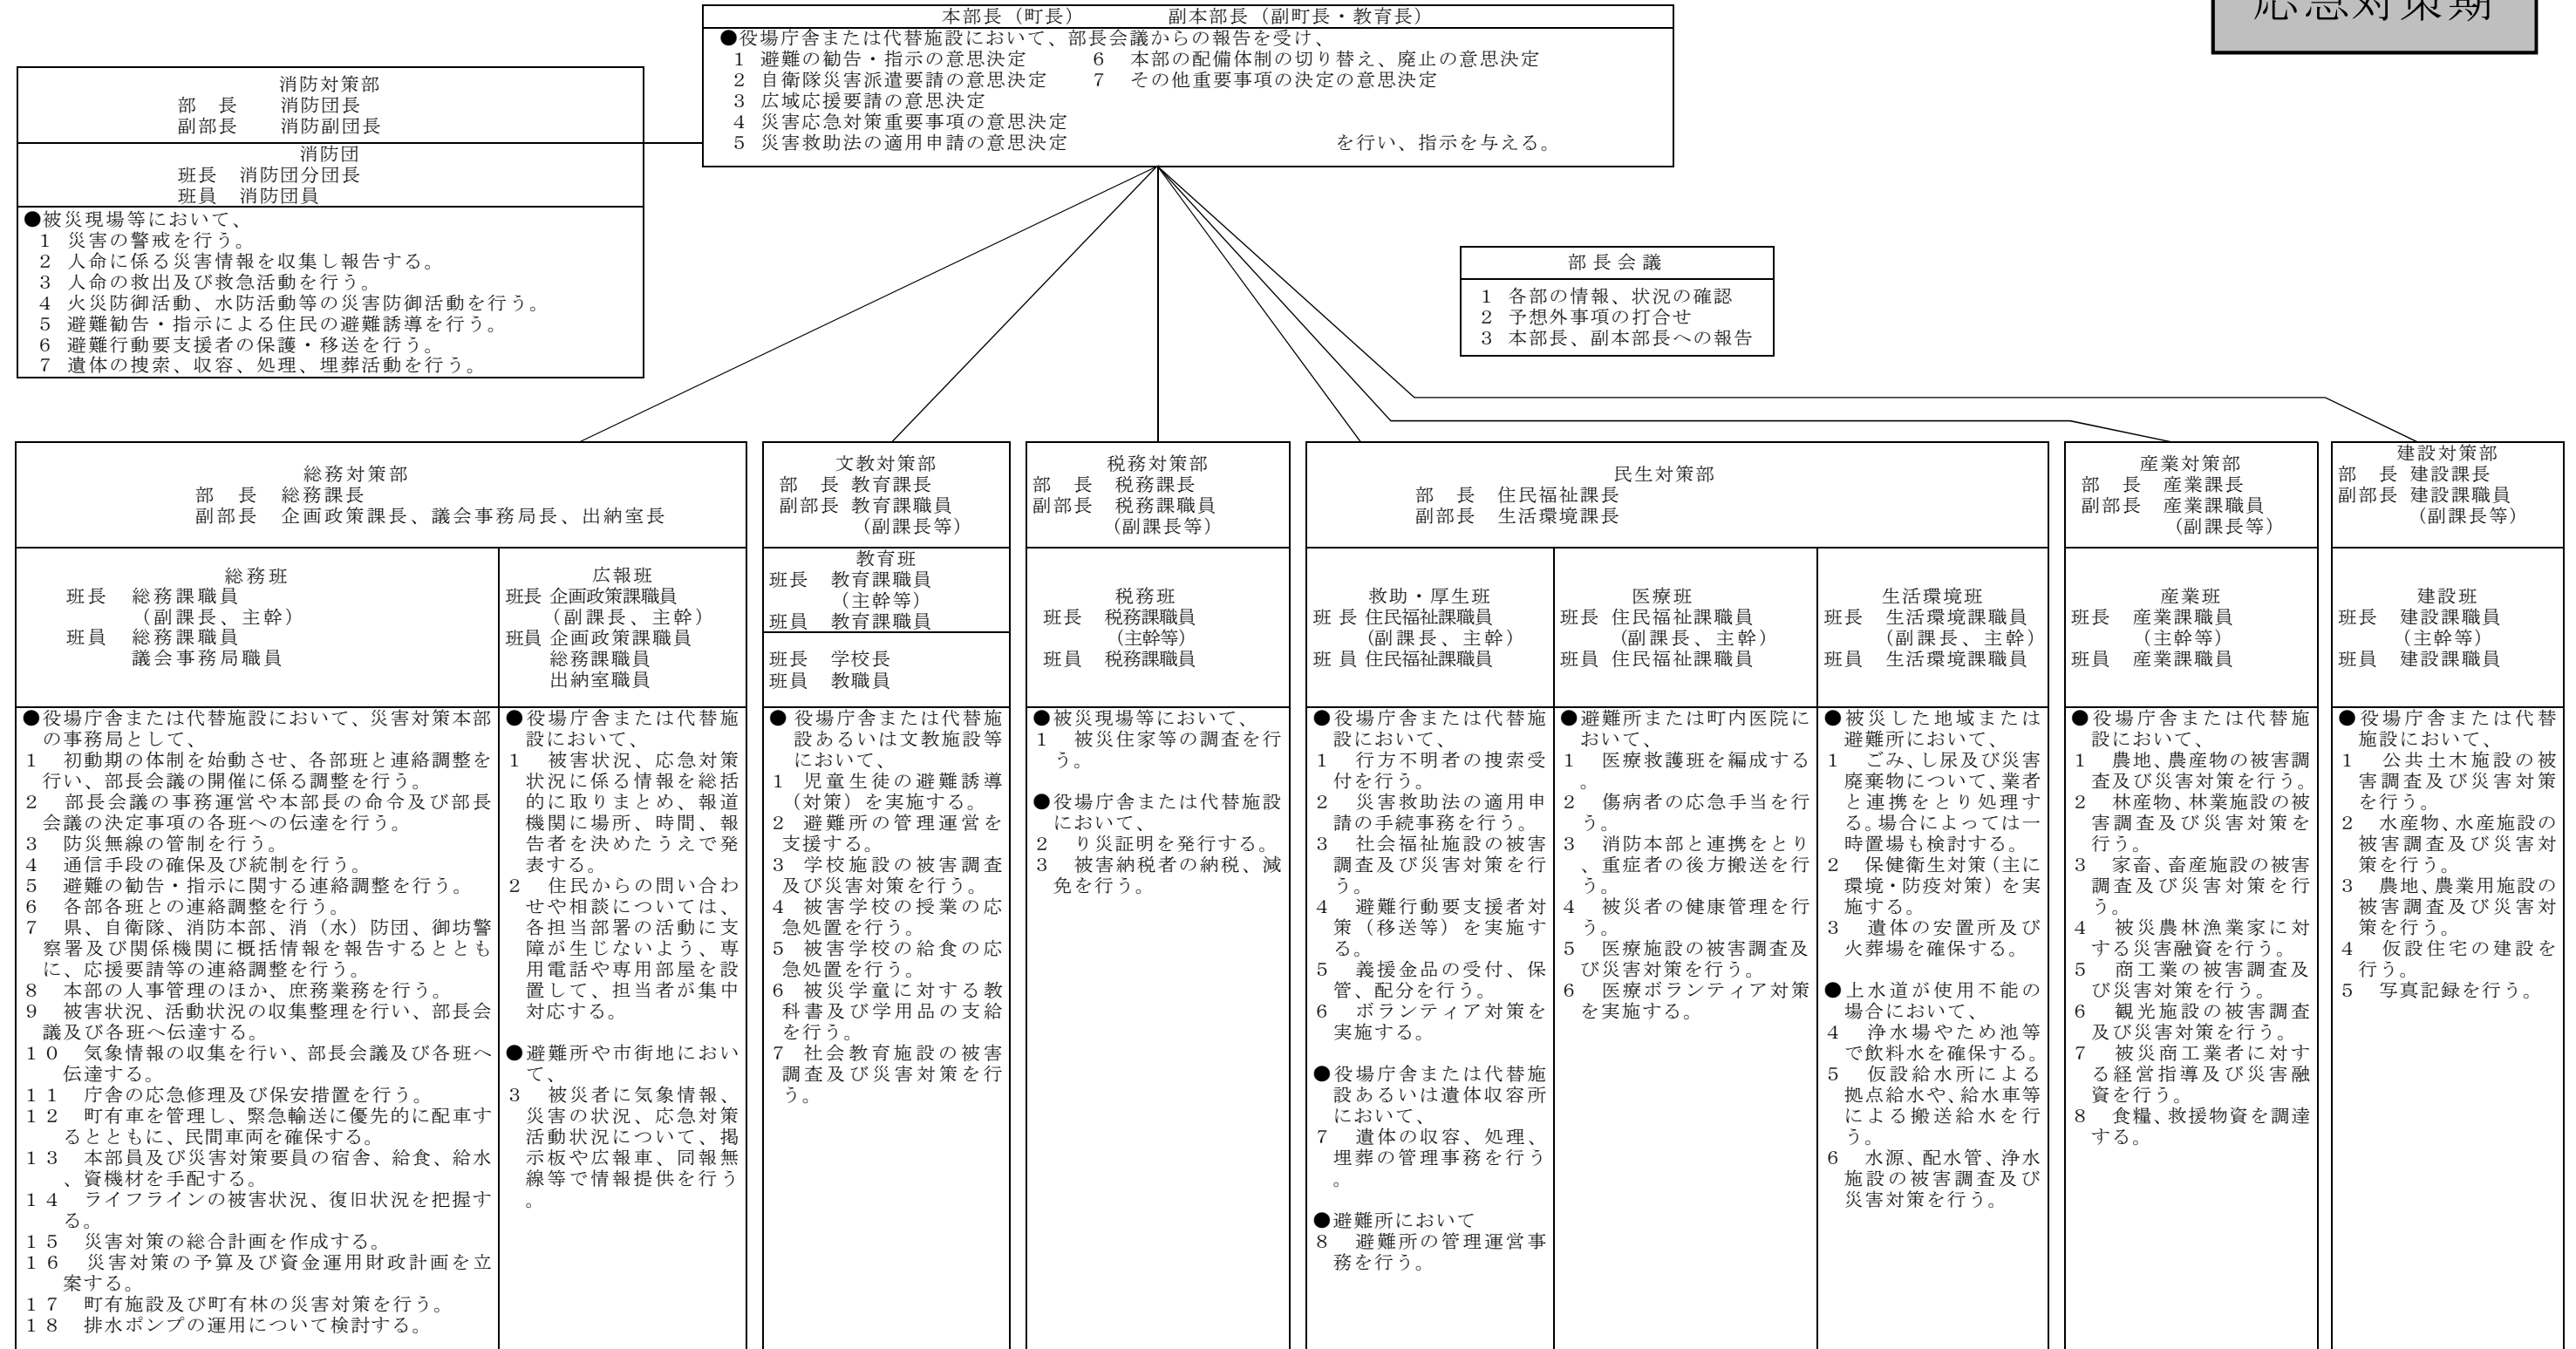 応急対策期
本部長（町長）　　　副本部長（副町長・教育長）
●役場庁舎または代替施設において、部長会議からの報告を受け、
1 避難の勧告・指示の意思決定　　6 本部の配備体制の切り替え、廃止の意思決定
2 自衛隊災害派遣要請の意思決定　　7 その他重要事項の決定の意思決定
3 広域応援要請の意思決定
4 災害応急対策重要事項の意思決定
5 災害救助法の適用申請の意思決定　　を行い、指示を与える。
消防対策部
部　長　消防団長
副部長　消防副団長
消防団
班長　消防団分団長
班員　消防団員
●被災現場等において、
1 災害の警戒を行う。
2 人命に係る災害情報を収集し報告する。
3 人命の救出及び救急活動を行う。
4 火災防御活動、水防活動等の災害防御活動を行う。
5 避難勧告・指示による住民の避難誘導を行う。
6 避難行動要支援者の保護・移送を行う。
7 遺体の捜索、収容、処理、埋葬活動を行う。
部長会議
1 各部の情報、状況の確認
2 予想外事項の打合せ
3 本部長、副本部長への報告
総務対策部
部　長　総務課長
副部長　企画政策課長、議会事務局長、出納室長
総務班
班長　総務課職員
（副課長、主幹）
班員　総務課職員
議会事務局職員
●役場庁舎または代替施設において、災害対策本部
の事務局として、
1　初動期の体制を始動させ、各部班と連絡調整を
行い、部長会議の開催に係る調整を行う。
2　部長会議の事務運営や本部長の命令及び部長
会議の決定事項の各班への伝達を行う。
3　防災無線の管制を行う。
4　通信手段の確保及び統制を行う。
5　避難の勧告・指示に関する連絡調整を行う。
6　各部各班との連絡調整を行う。
7　県、自衛隊、消防本部、消（水）防団、御坊警
察署及び関係機関に概括情報を報告するととも
に、応援要請等の連絡調整を行う。
8　本部の人事管理のほか、庶務業務を行う。
9　被害状況、活動状況の収集整理を行い、部長会
議及び各班へ伝達する。
10　気象情報の収集を行い、部長会議及び各班へ
伝達する。
11　庁舎の応急修理及び保安措置を行う。
12　町有車を管理し、緊急輸送に優先的に配車す
るとともに、民間車両を確保する。
13　本部員及び災害対策要員の宿舎、給食、給水
、資機材を手配する。
14　ライフラインの被害状況、復旧状況を把握す
る。
15　災害対策の総合計画を作成する。
16　災害対策の予算及び資金運用財政計画を立
案する。
17　町有施設及び町有林の災害対策を行う。
18　排水ポンプの運用について検討する。
広報班
班長 企画政策課職員
（副課長、主幹）
班員 企画政策課職員
総務課職員
出納室職員
●役場庁舎または代替施
設において、
1　被害状況、応急対策
状況に係る情報を総括
的に取りまとめ、報道
機関に場所、時間、報
告者を決めたうえで発
表する。
2　住民からの問い合わ
せや相談については、
各担当部署の活動に支
障が生じないよう、専
用電話や専用部屋を設
置して、担当者が集中
対応する。
●避難所や市街地におい
て、
3　被災者に気象情報、
災害の状況、応急対策
活動状況について、掲
示板や広報車、同報無
線等で情報提供を行う
。
文教対策部
部　長 教育課長
副部長 教育課職員
（副課長等）
教育班
班長　教育課職員
（主幹等）
班員　教育課職員
班長　学校長
班員　教職員
●役場庁舎または代替施
設あるいは文教施設等
において、
1 児童生徒の避難誘導
（対策）を実施する。
2 避難所の管理運営を
支援する。
3 学校施設の被害調査
及び災害対策を行う。
4 被害学校の授業の応
急処置を行う。
5 被害学校の給食の応
急処置を行う。
6 被災学童に対する教
科書及び学用品の支給
を行う。
7 社会教育施設の被害
調査及び災害対策を行
う。
税務対策部
部　長　税務課長
副部長　税務課職員
（副課長等）
税務班
班長　税務課職員
（主幹等）
班員　税務課職員
●被災現場等において、
1　被災住家等の調査を行
う。
●役場庁舎または代替施設
において、
2　り災証明を発行する。
3　被害納税者の納税、減
免を行う。
民生対策部
部　長　住民福祉課長
副部長　生活環境課長
救助・厚生班
班 長 住民福祉課職員
（副課長、主幹）
班 員 住民福祉課職員
●役場庁舎または代替施
設において、
1　行方不明者の捜索受
付を行う。
2　災害救助法の適用申
請の手続事務を行う。
3　社会福祉施設の被害
調査及び災害対策を行
う。
4　避難行動要支援者対
策（移送等）を実施す
る。
5　義援金品の受付、保
管、配分を行う。
6　ボランティア対策を
実施する。
●役場庁舎または代替施
設あるいは遺体収容所
において、
7　遺体の収容、処理、
埋葬の管理事務を行う
。
●避難所において
8　避難所の管理運営事
務を行う。
医療班
班長 住民福祉課職員
（副課長、主幹）
班員 住民福祉課職員
●避難所または町内医院に
おいて、
1　医療救護班を編成する
。
2　傷病者の応急手当を行
う。
3　消防本部と連携をとり
、重症者の後方搬送を行
う。
4　被災者の健康管理を行
う。
5　医療施設の被害調査及
び災害対策を行う。
6　医療ボランティア対策
を実施する。
生活環境班
班長　生活環境課職員
（副課長、主幹）
班員　生活環境課職員
●被災した地域または
避難所において、
1　ごみ、し尿及び災害
廃棄物について、業者
と連携をとり処理す
る。場合によっては一
時置場も検討する。
2　保健衛生対策（主に
環境・防疫対策）を実
施する。
3　遺体の安置所及び
火葬場を確保する。
●上水道が使用不能の
場合において、
4　浄水場やため池等
で飲料水を確保する。
5　仮設給水所による
拠点給水や、給水車等
による搬送給水を行
う。
6　水源、配水管、浄水
施設の被害調査及び
災害対策を行う。
産業対策部
部　長　産業課長
副部長　産業課職員
（副課長等）
産業班
班長　産業課職員
（主幹等）
班員　産業課職員
●役場庁舎または代替施
設において、
1　農地、農産物の被害調
査及び災害対策を行う。
2　林産物、林業施設の被
害調査及び災害対策を
行う。
3　家畜、畜産施設の被害
調査及び災害対策を行
う。
4　被災農林漁業家に対
する災害融資を行う。
5　商工業の被害調査及
び災害対策を行う。
6　観光施設の被害調査
及び災害対策を行う。
7　被災商工業者に対す
る経営指導及び災害融
資を行う。
8　食糧、救援物資を調達
する。
建設対策部
部　長 建設課長
副部長 建設課職員
（副課長等）
建設班
班長　建設課職員
（主幹等）
班員　建設課職員
●役場庁舎または代替
施設において、
1　公共土木施設の被
害調査及び災害対策
を行う。
2　水産物、水産施設の
被害調査及び災害対
策を行う。
3　農地、農業用施設の
被害調査及び災害対
策を行う。
4　仮設住宅の建設を
行う。
5　写真記録を行う。